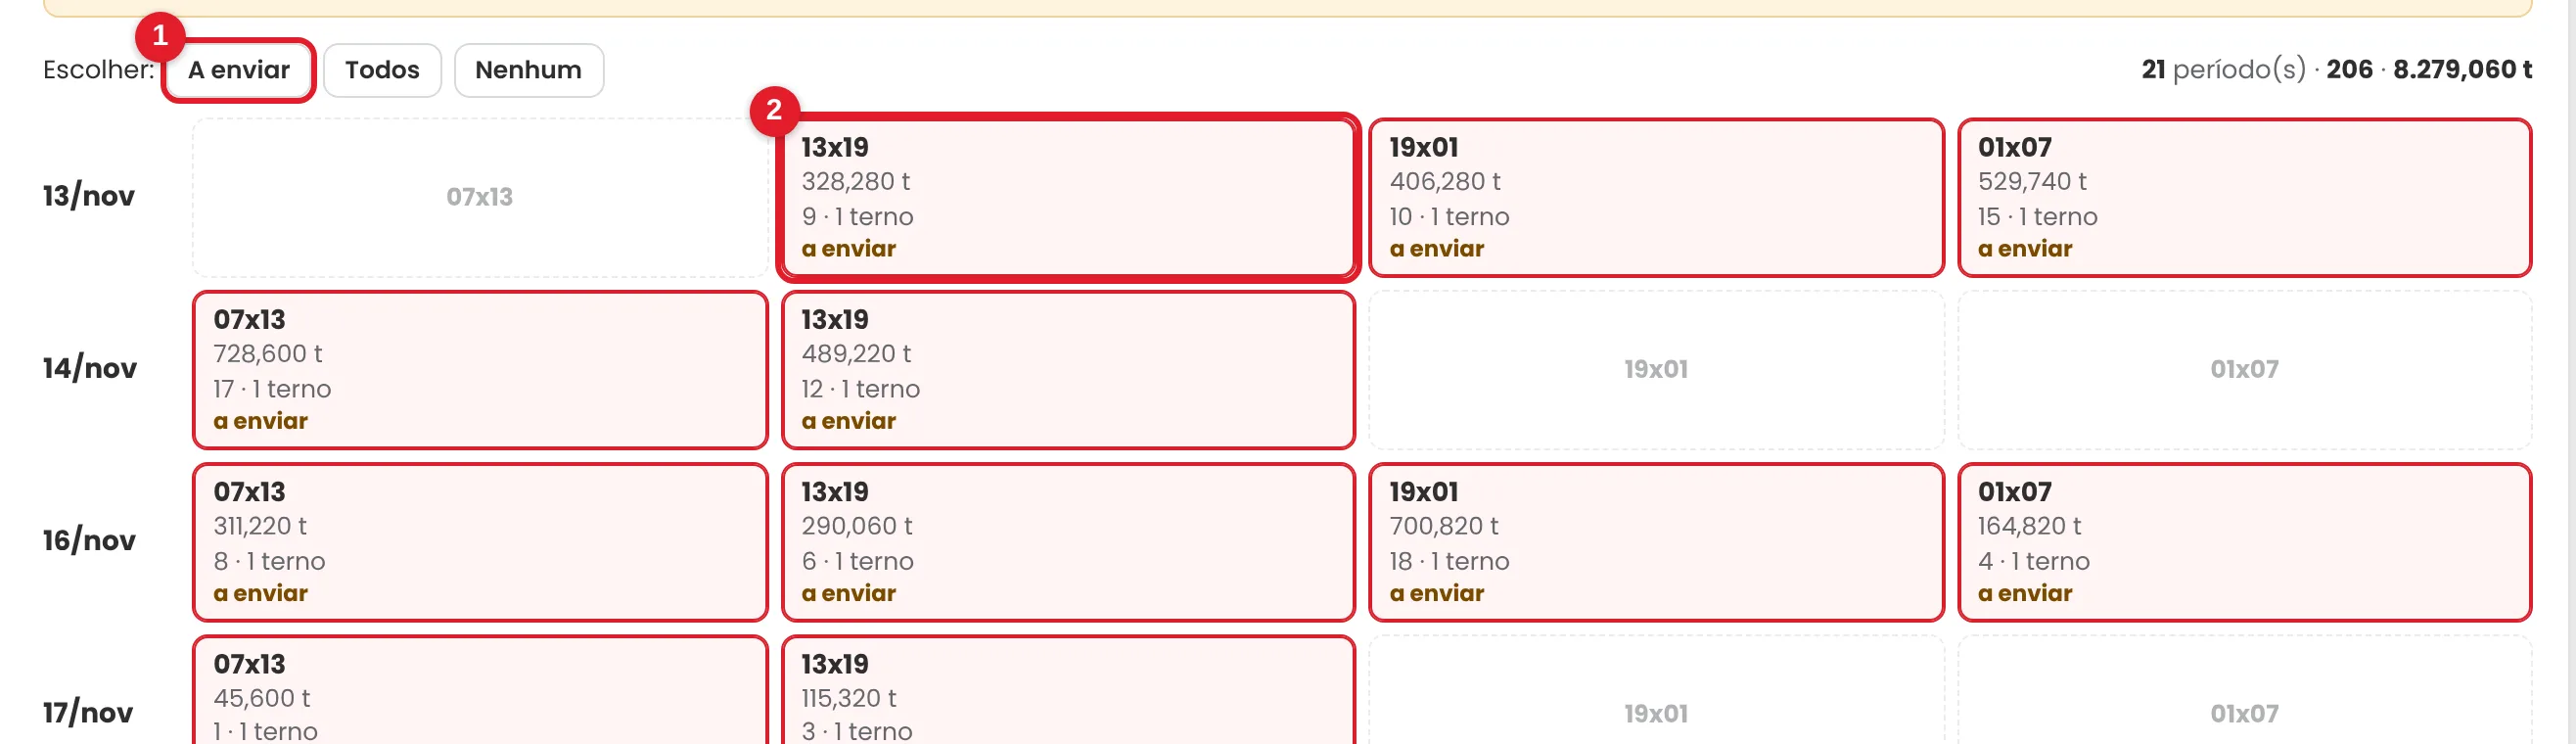 1
Escolher: A enviar Todos Nenhum 21 período(s) · 206 · 8.279,060 t
2
13/nov
07x13
13x19
328,280 t
9 · 1 terno
a enviar
19x01
406,280 t
10 · 1 terno
a enviar
01x07
529,740 t
15 · 1 terno
a enviar
14/nov
07x13
728,600 t
17 · 1 terno
a enviar
13x19
489,220 t
12 · 1 terno
a enviar
19x01
01x07
16/nov
07x13
311,220 t
8 · 1 terno
a enviar
13x19
290,060 t
6 · 1 terno
a enviar
19x01
700,820 t
18 · 1 terno
a enviar
01x07
164,820 t
4 · 1 terno
a enviar
17/nov
07x13
45,600 t
1 · 1 terno
13x19
115,320 t
3 · 1 terno
19x01
01x07